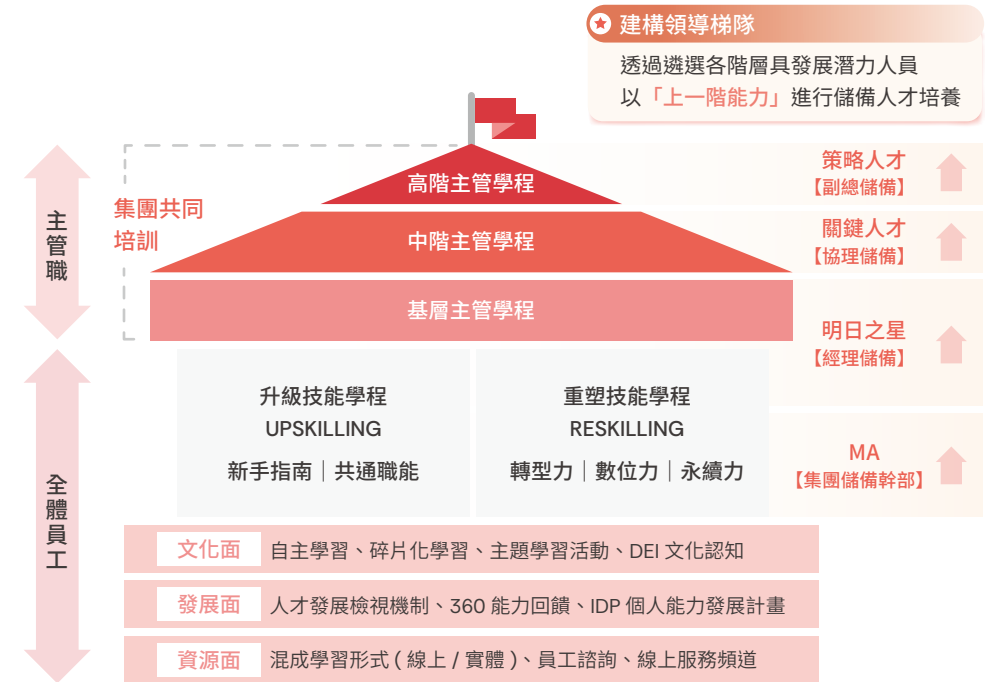 建構領導梯隊
透過遴選各階層具發展潛力人員
以「上一階能力」進行儲備人才培養
主管職
集團共同
培訓
高階主管學程
中階主管學程
基層主管學程
策略人才
【副總儲備】
關鍵人才
【協理儲備】
明日之星
【經理儲備】
MA
【集團儲備幹部】
全體員工
升級技能學程
UPSKILLING
新手指南｜共通職能
重塑技能學程
RESKILLING
轉型力｜數位力｜永續力
文化面 自主學習、碎片化學習、主題學習活動、DEI 文化認知
發展面 人才發展檢視機制、360 能力回饋、IDP 個人能力發展計畫
資源面 混成學習形式 ( 線上 / 實體 )、員工諮詢、線上服務頻道